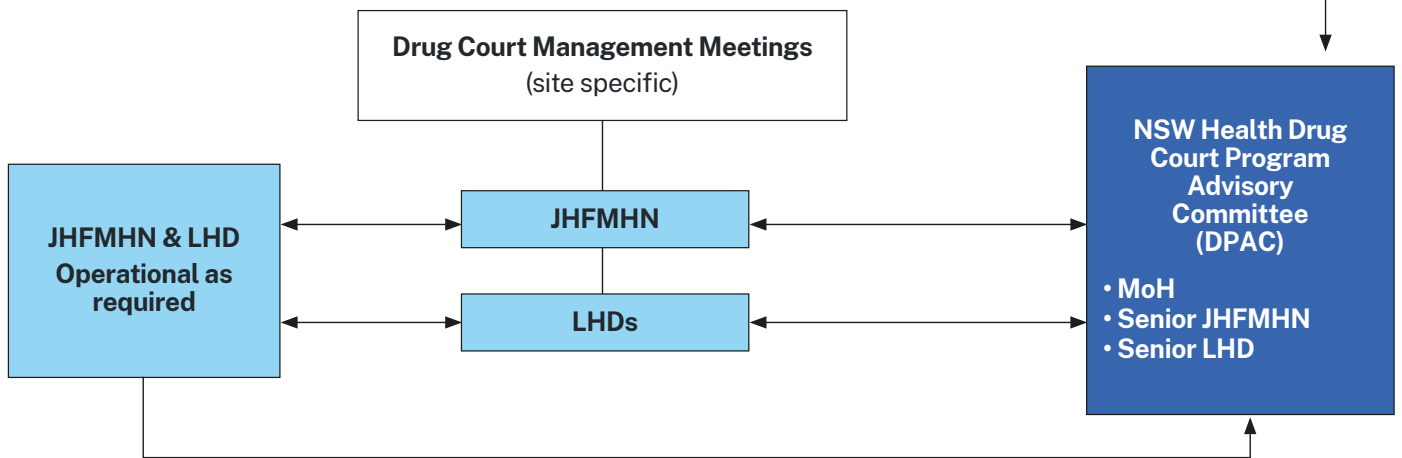 Drug Court Management Meetings
(site specific)
JHFMHN & LHD
Operational as
required
JHFMHN
LHDs
NSW Health Drug
Court Program
Advisory
Committee
(DPAC)
• MoH
• Senior JHFMHN
• Senior LHD